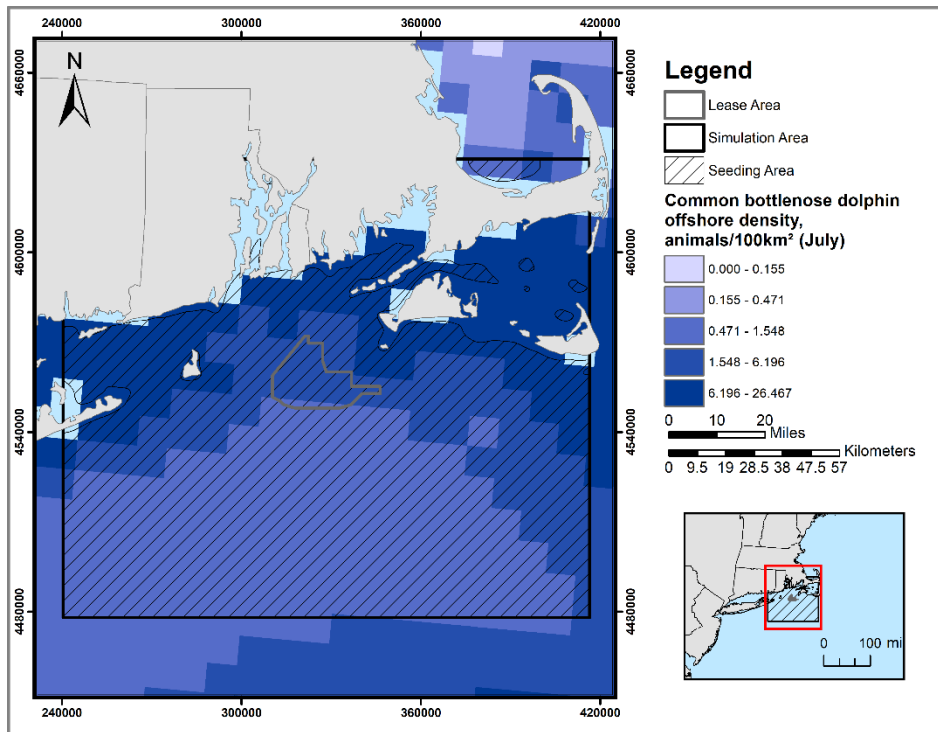 240000 300000 360000 420000
N
4660000 4660000
4600000 4600000
4540000 4540000
4480000 4480000
240000 300000 360000 420000
Legend
Lease Area
Simulation Area
Seeding Area
Common bottlenose dolphin
offshore density,
animals/100km² (July)
0.000 - 0.155
0.155 - 0.471
0.471 - 1.548
1.548 - 6.196
6.196 - 26.467
0 10 20
Miles
Kilometers
0 9.5 19 28.5 38 47.5 57
0 100 mi